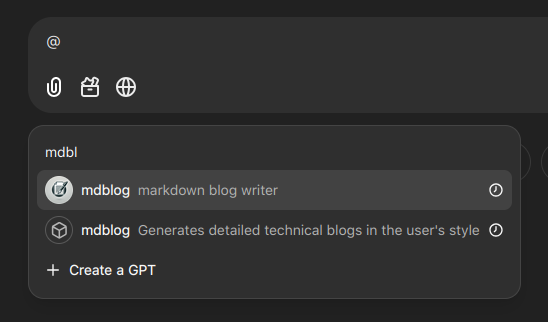 @
mdbl
mdblog markdown blog writer
mdblog Generates detailed technical blogs in the user's style
Create a GPT